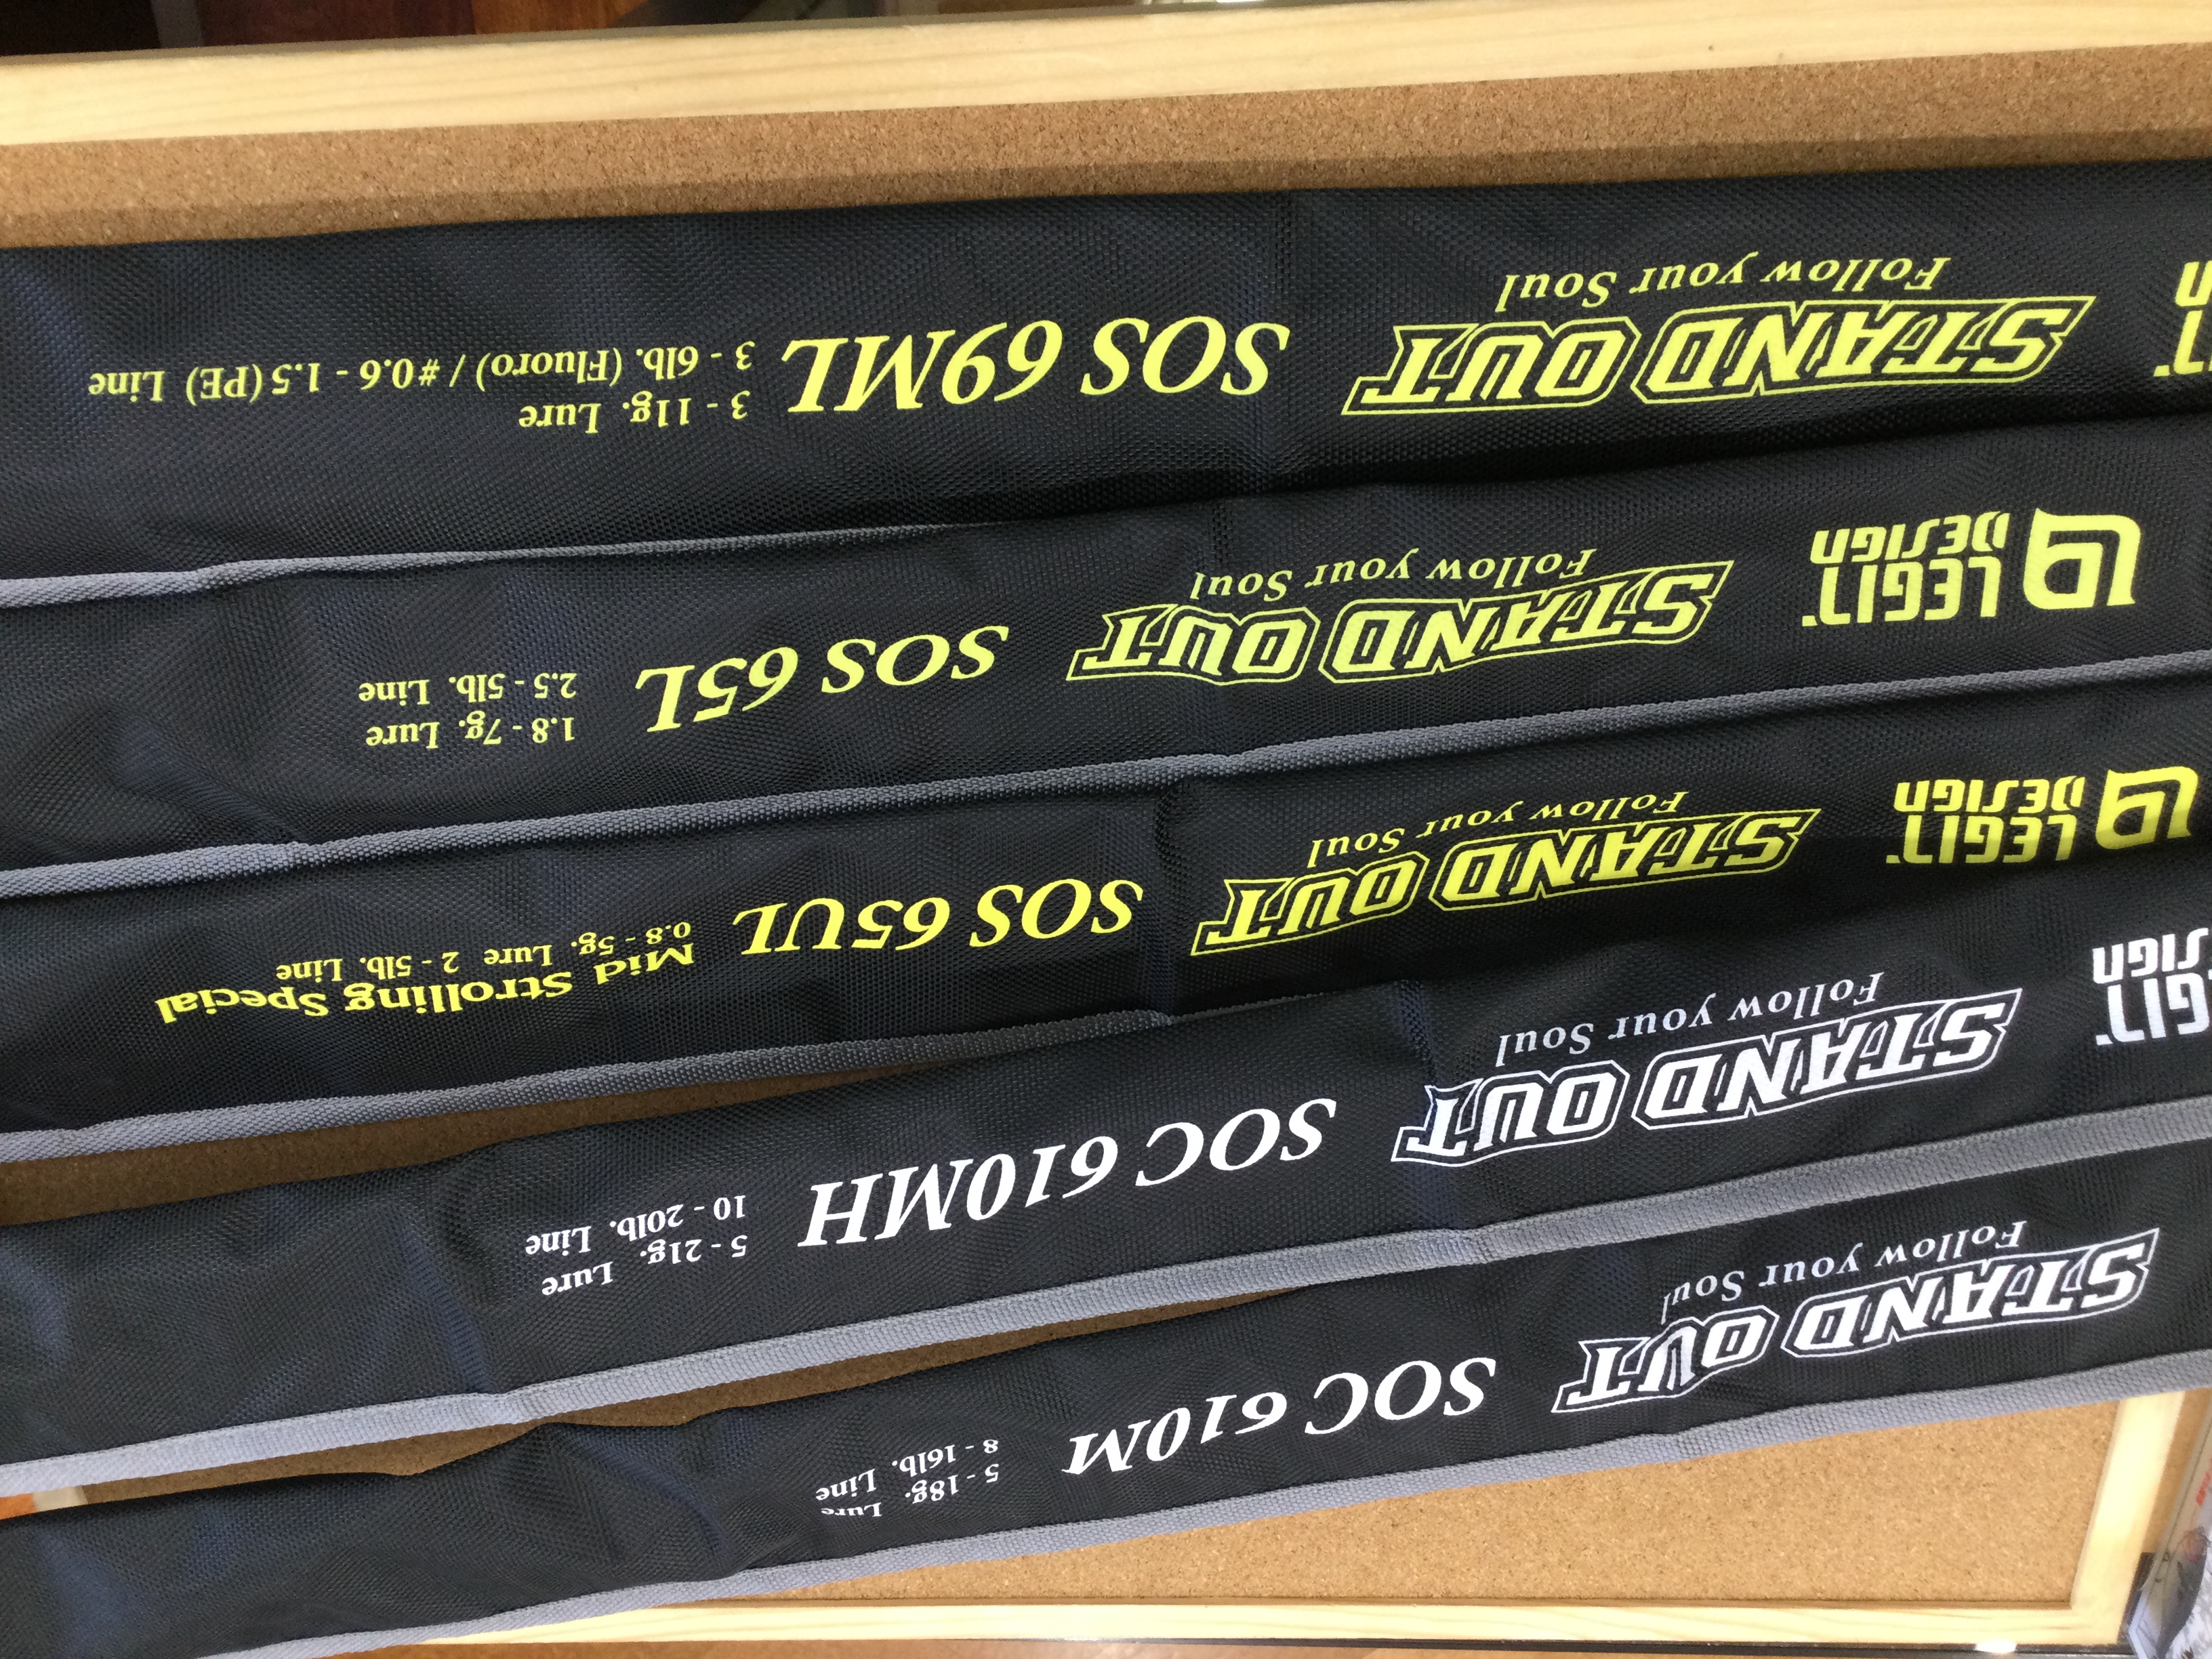 STAND OUT
Follow your Soul
SOC 610M
5 - 18g. Lure
8 - 16lb. Line
GIT
SIGN
STAND OUT
Follow your Soul
SOC 610MH
5 - 21g. Lure
10 - 20lb. Line
LEGIT
DESIGN
STAND OUT
Follow your Soul
SOS 65UL
Mid Strolling Special
0.8 - 5g. Lure 2 - 5lb. Line
LEGIT
DESIGN
STAND OUT
Follow your Soul
SOS 65L
1.8 - 7g. Lure
2.5 - 5lb. Line
STAND OUT
Follow your Soul
SOS 69ML
3 - 11g. Lure
3 - 6lb. (Fluoro) / #0.6 - 1.5 (PE) Line